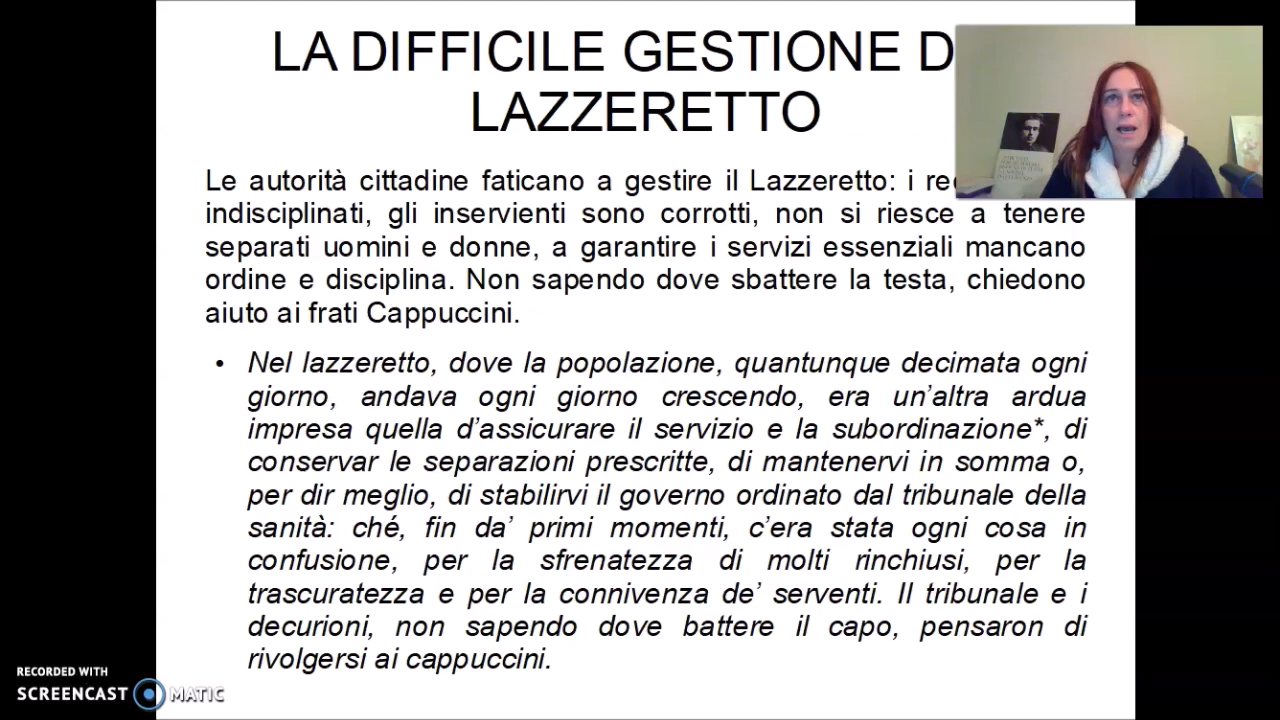 LA DIFFICILE GESTIONE D
LAZZERETTO
Le autorità cittadine faticano a gestire il Lazzeretto: i
indisciplinati, gli inservienti sono corrotti, non si riesce a tenere
separati uomini e donne, a garantire i servizi essenziali mancano
ordine e disciplina. Non sapendo dove sbattere la testa, chiedono
aiuto ai frati Cappuccini.
• Nel lazzeretto, dove la popolazione, quantunque decimata ogni
giorno, andava ogni giorno crescendo, era un’altra ardua
impresa quella d’assicurare il servizio e la subordinazione*, di
conservar le separazioni prescritte, di mantenervi in somma o,
per dir meglio, di stabilirvi il governo ordinato dal tribunale della
sanità: ché, fin da’ primi momenti, c’era stata ogni cosa in
confusione, per la sfrenatezza di molti rinchiusi, per la
trascuratezza e per la connivenza de’ serventi. Il tribunale e i
decurioni, non sapendo dove battere il capo, pensaron di
rivolgersi ai cappuccini.
RECORDED WITH
SCREENCAST MATIC